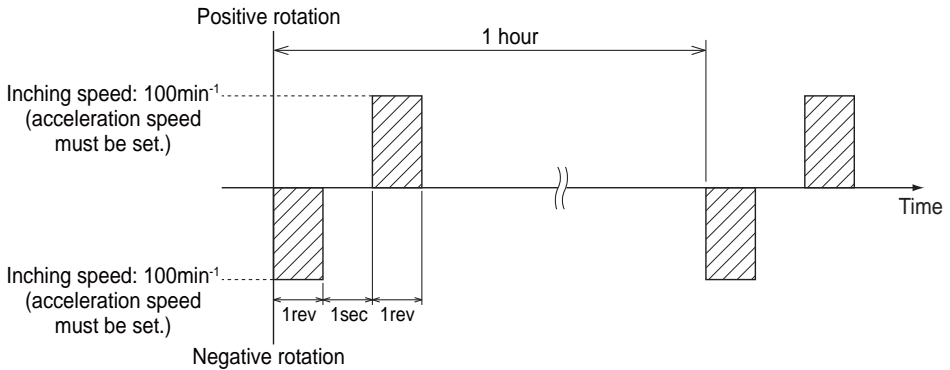 Positive rotation
1 hour
Inching speed: 100min⁻¹
(acceleration speed
must be set.)
Time
Inching speed: 100min⁻¹
(acceleration speed
must be set.)
1rev 1sec 1rev
Negative rotation